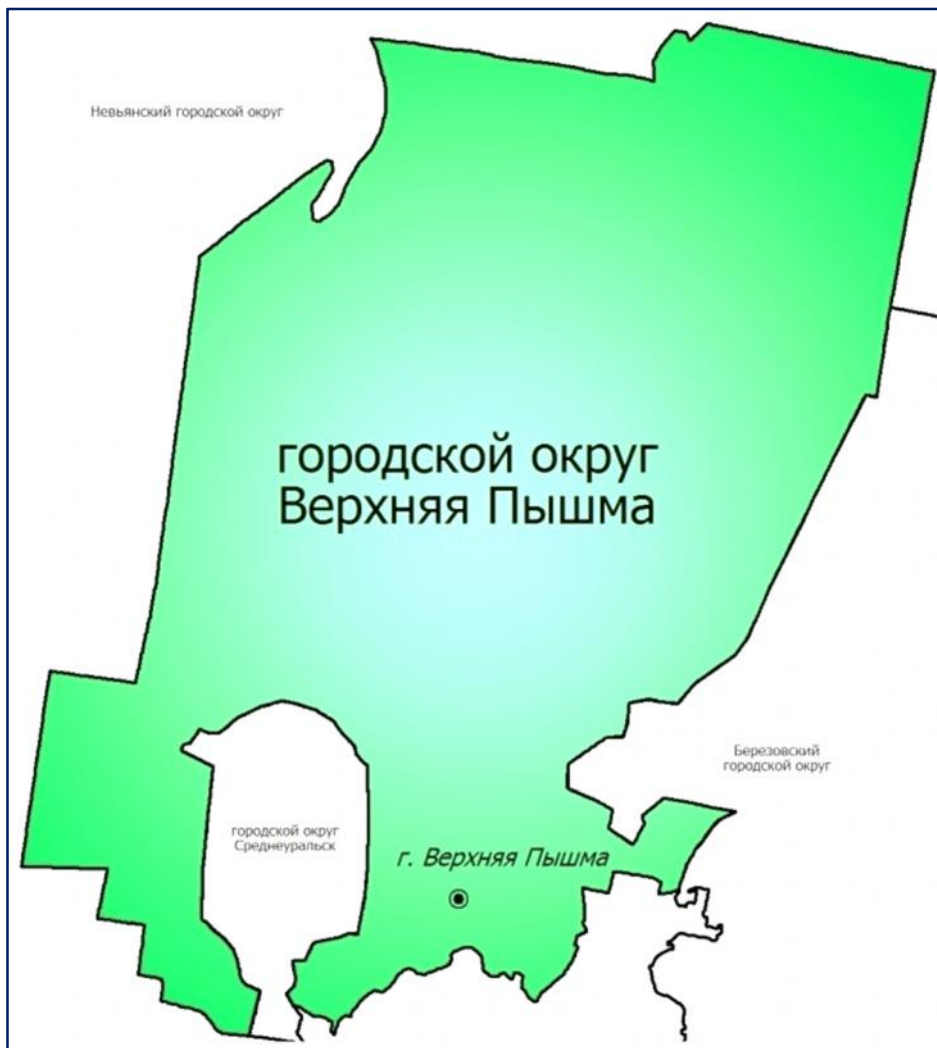 Невьянский городской округ
городской округ
Верхняя Пышма
Березовский
городской округ
городской округ
Среднеуральск
г. Верхняя Пышма